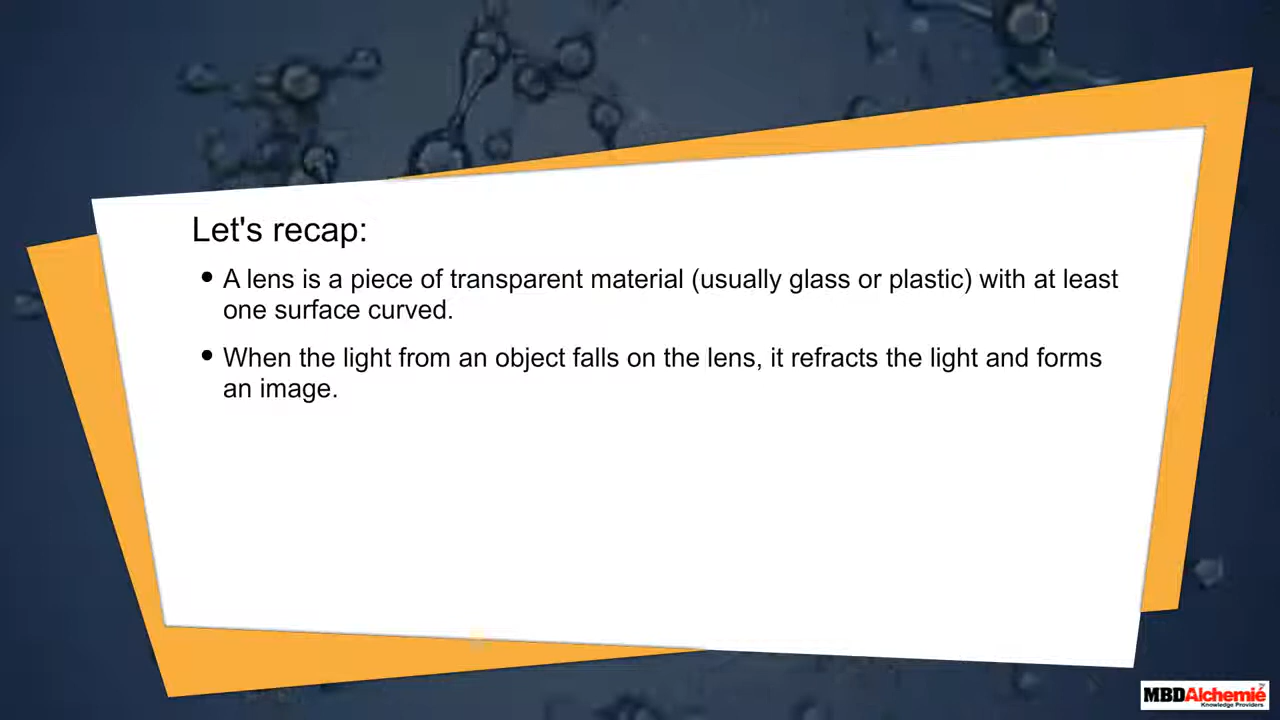 Let's recap:
• A lens is a piece of transparent material (usually glass or plastic) with at least
one surface curved.
• When the light from an object falls on the lens, it refracts the light and forms
an image.
MBDAlchemié
Knowledge Providers